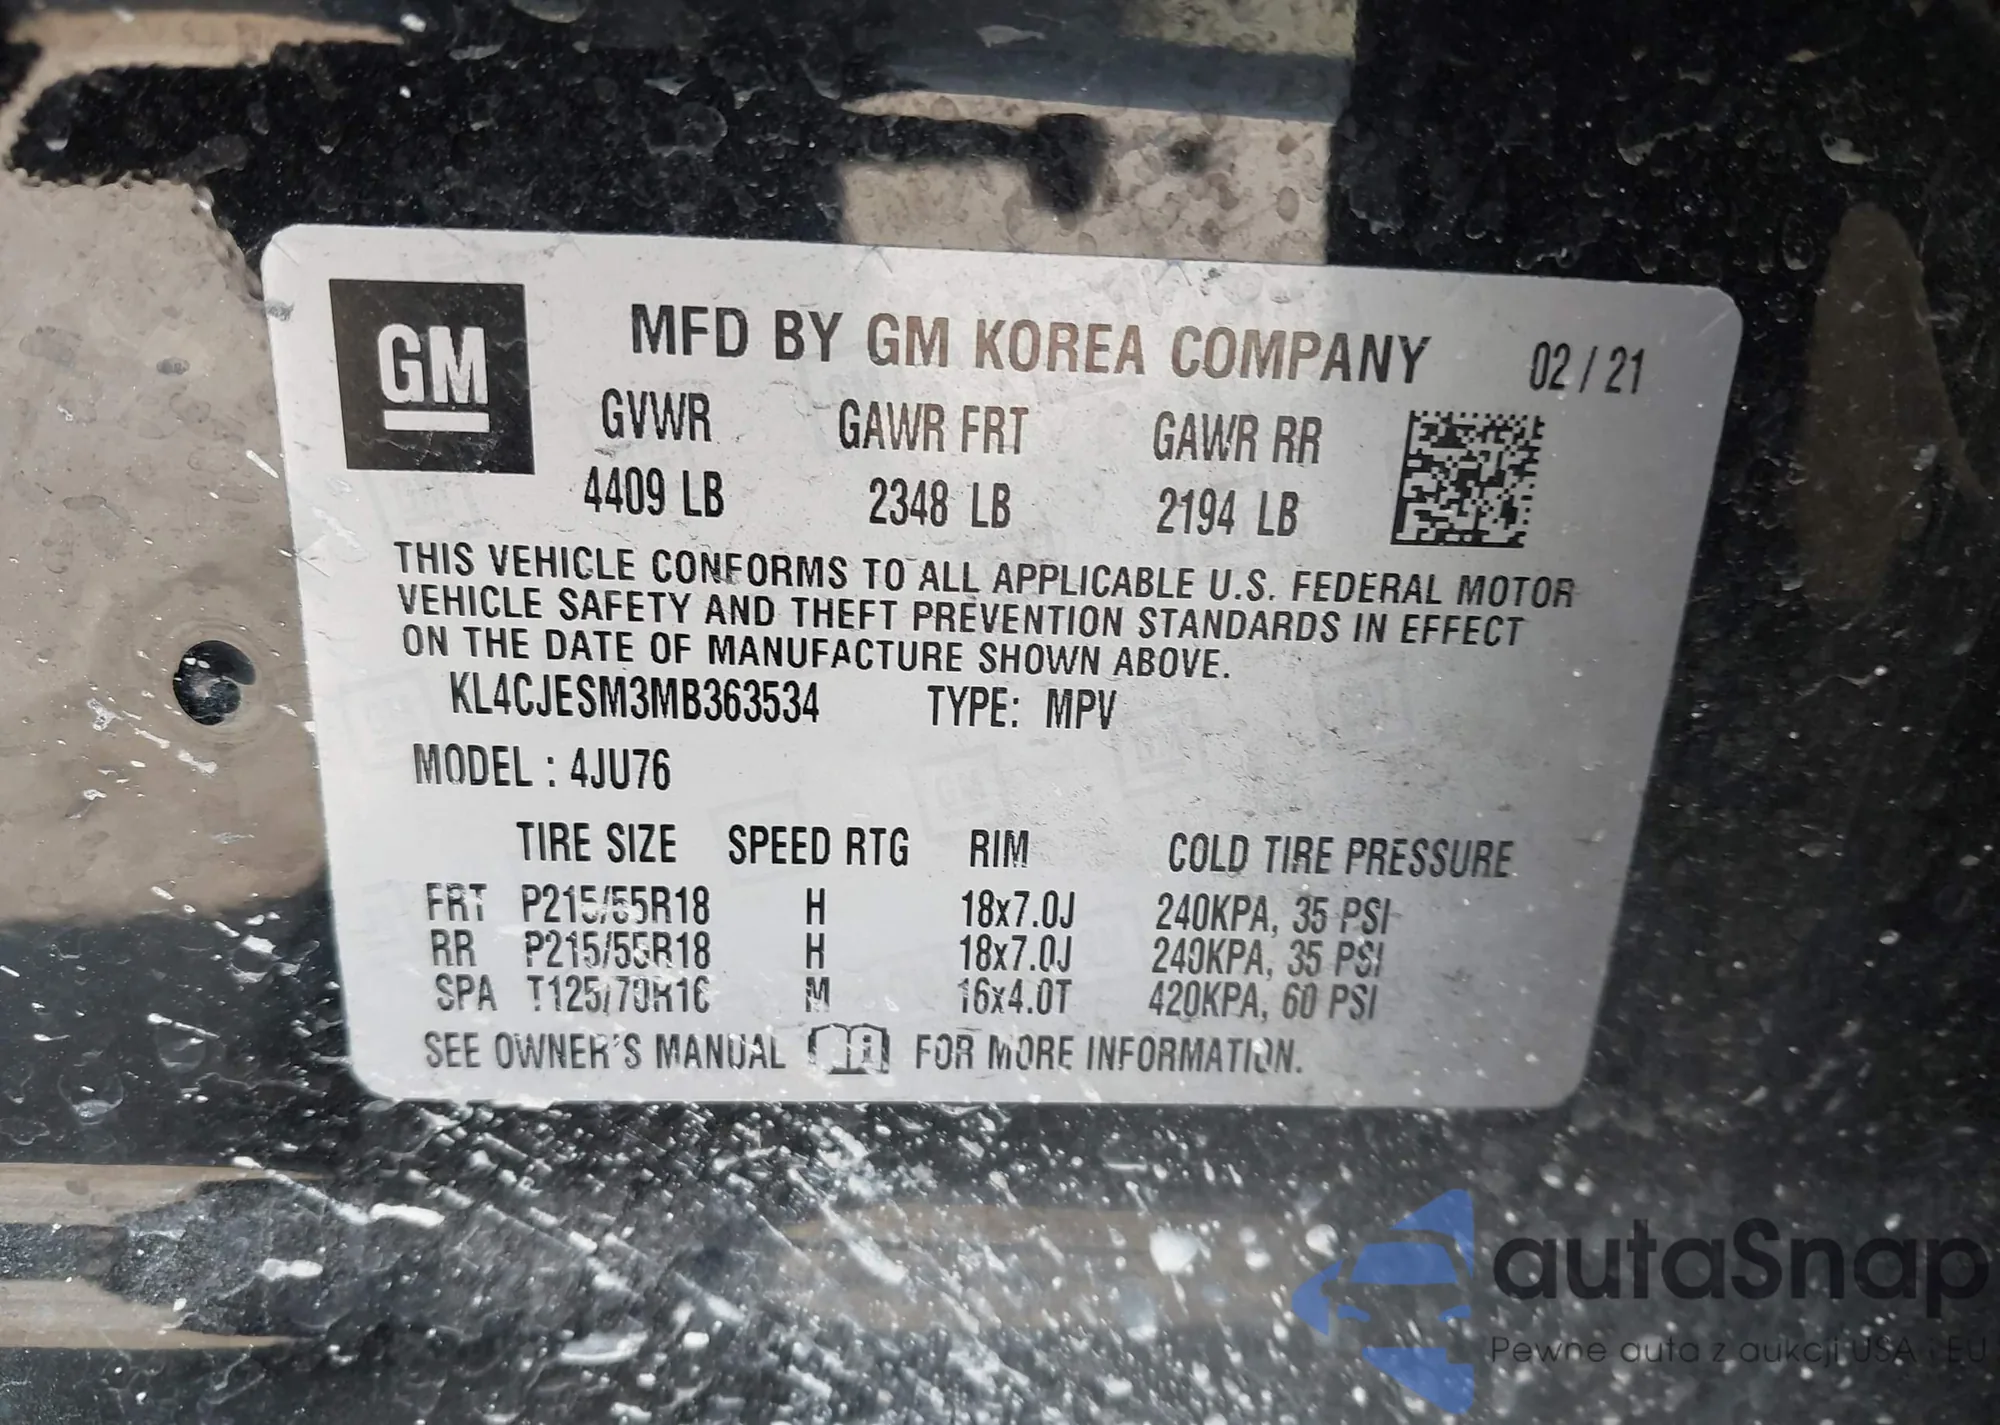 GM
MFD BY GM KOREA COMPANY 02 / 21
GVWR GAWR FRT GAWR RR
4409 LB 2348 LB 2194 LB
THIS VEHICLE CONFORMS TO ALL APPLICABLE U.S. FEDERAL MOTOR
VEHICLE SAFETY AND THEFT PREVENTION STANDARDS IN EFFECT
ON THE DATE OF MANUFACTURE SHOWN ABOVE.
KL4CJESM3MB363534 TYPE: MPV
MODEL : 4JU76
TIRE SIZE SPEED RTG RIM COLD TIRE PRESSURE
FRT P215/55R18 H 18x7.0J 240KPA, 35 PSI
RR P215/55R18 H 18x7.0J 240KPA, 35 PSI
SPA T125/70R16 M 16x4.0T 420KPA, 60 PSI
SEE OWNER'S MANUAL FOR MORE INFORMATION.
autaSnap
Pewne auta z aukcji USA i EU